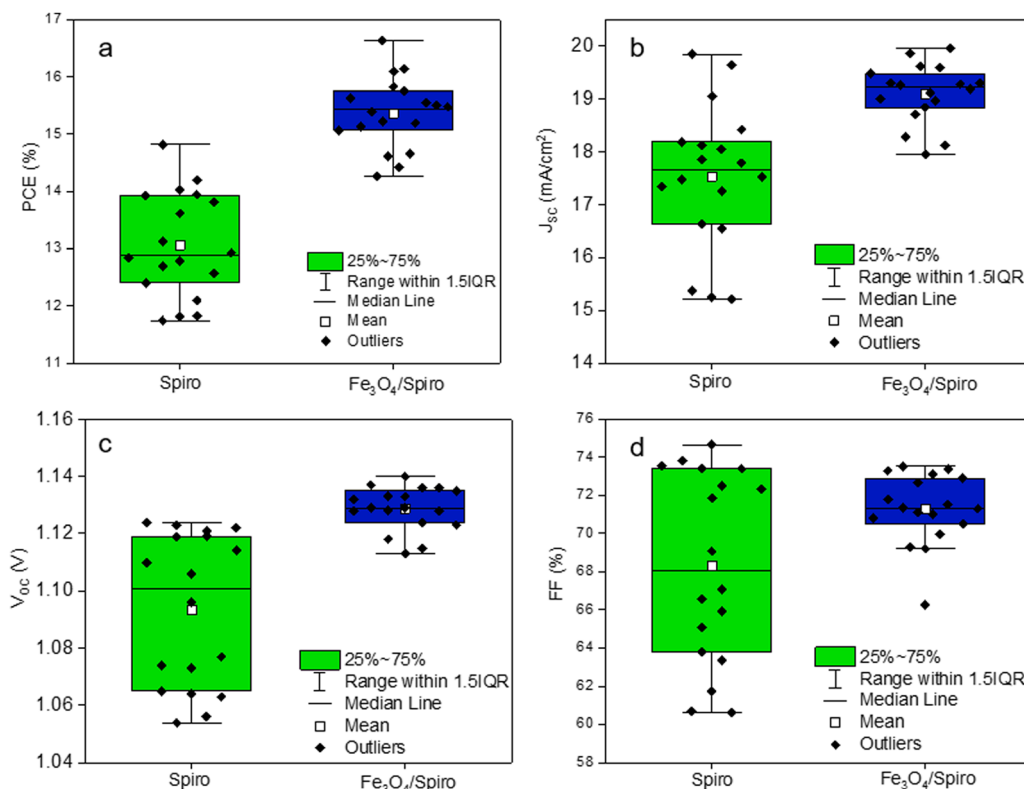 a
17
16
15
14
13
12
11
PCE (%)
25%~75%
Range within 1.5IQR
Median Line
Mean
Outliers
Spiro
Fe₃O₄/Spiro
b
20
19
18
17
16
15
14
J_SC (mA/cm²)
25%~75%
Range within 1.5IQR
Median Line
Mean
Outliers
Spiro
Fe₃O₄/Spiro
c
1.16
1.14
1.12
1.10
1.08
1.06
1.04
V_OC (V)
25%~75%
Range within 1.5IQR
Median Line
Mean
Outliers
Spiro
Fe₃O₄/Spiro
d
76
74
72
70
68
66
64
62
60
58
FF (%)
25%~75%
Range within 1.5IQR
Median Line
Mean
Outliers
Spiro
Fe₃O₄/Spiro